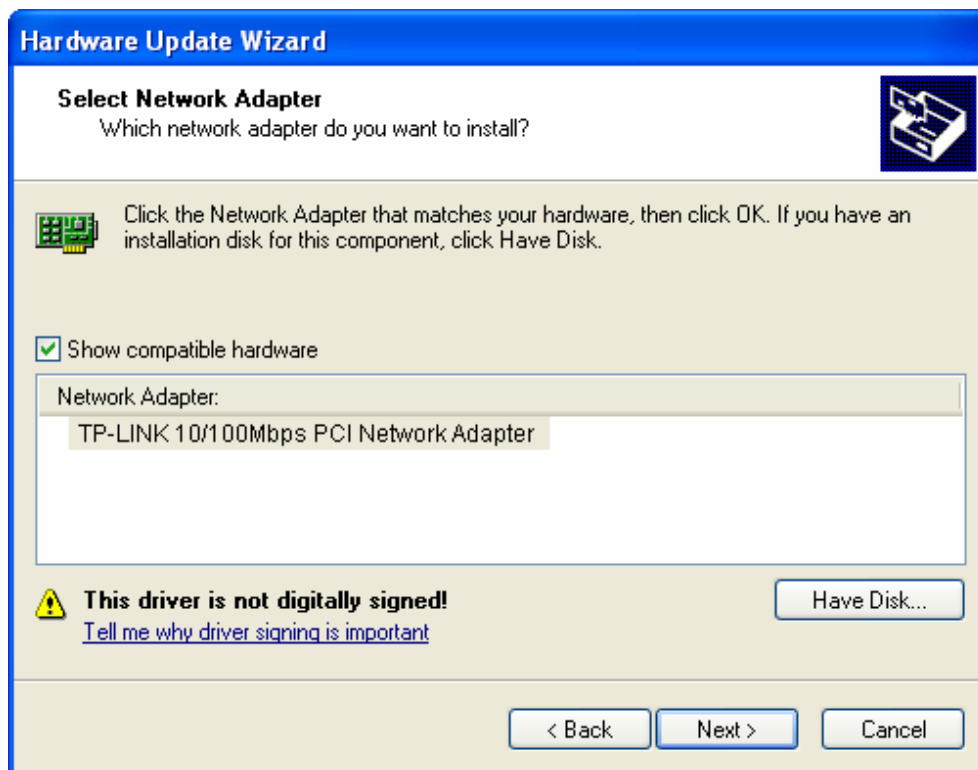 Hardware Update Wizard
Select Network Adapter
Which network adapter do you want to install?
Click the Network Adapter that matches your hardware, then click OK. If you have an
installation disk for this component, click Have Disk.
Show compatible hardware
Network Adapter:
TP-LINK 10/100Mbps PCI Network Adapter
This driver is not digitally signed!
Tell me why driver signing is important
Have Disk...
< Back
Next >
Cancel